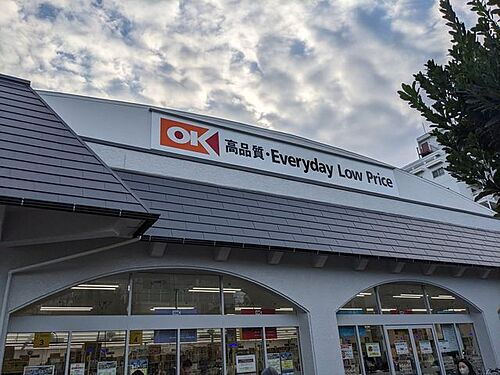 OK 高品質・Everyday Low Price